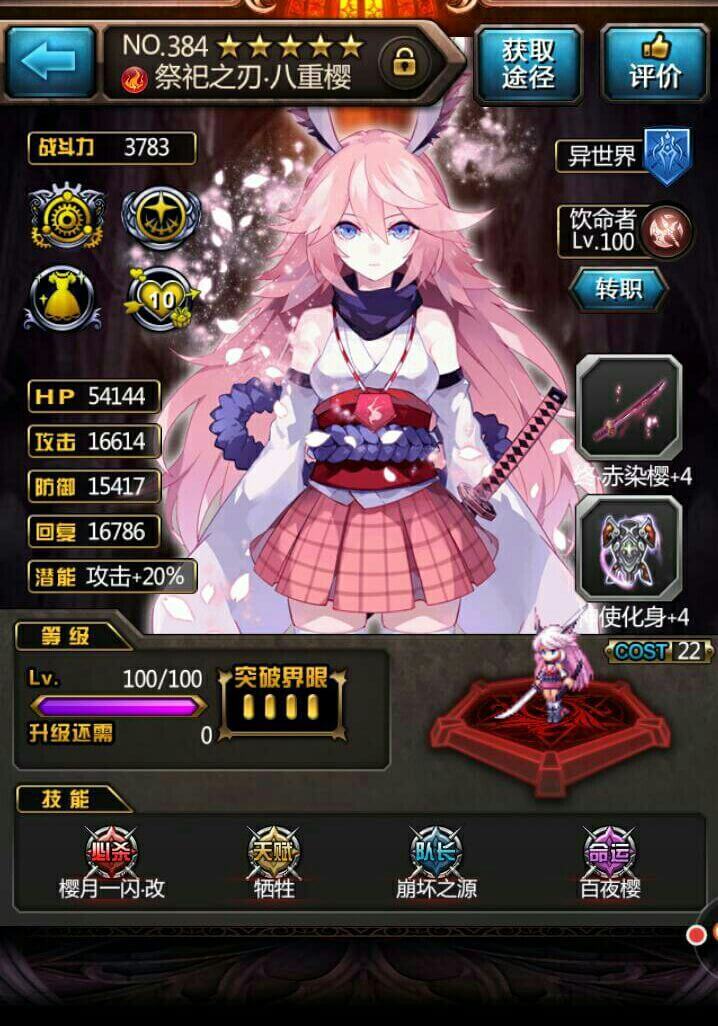 NO.384
祭祀之刃·八重樱
获取
途径
评价
战斗力 3783
异世界
饮命者
Lv.100
转职
10
HP 54144
攻击 16614
防御 15417
回复 16786
潜能 攻击+20%
终·赤染樱+4
使化身+4
COST 22
等级
Lv. 100/100
突破界限
升级还需 0
技能
必杀
天赋
队长
命运
樱月一闪·改
牺牲
崩坏之源
百夜樱